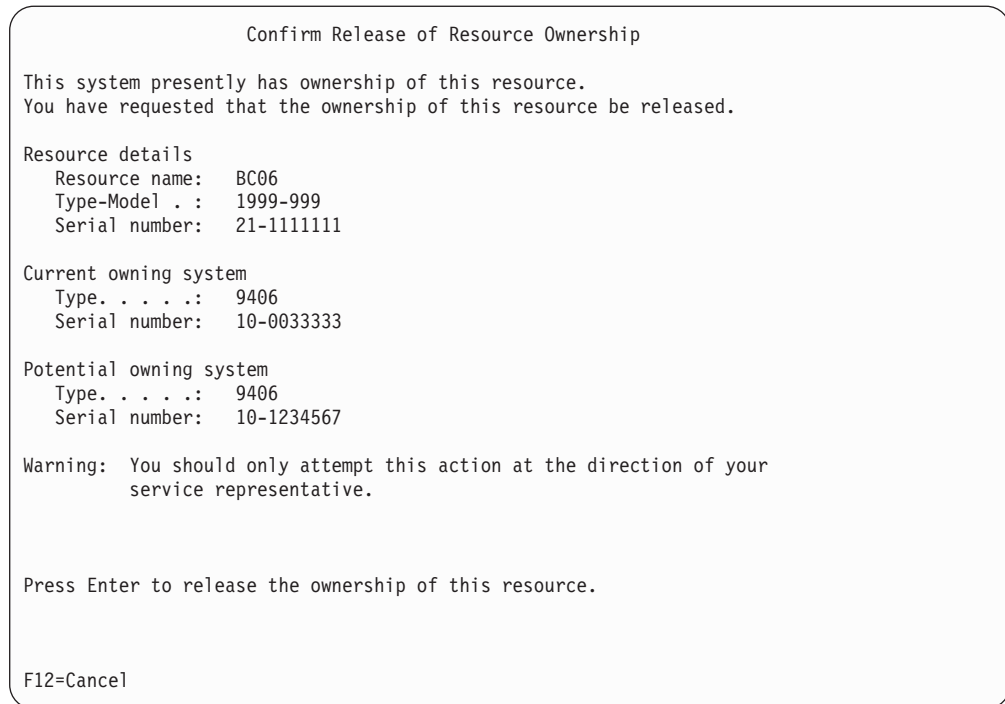 Confirm Release of Resource Ownership
This system presently has ownership of this resource.
You have requested that the ownership of this resource be released.
Resource details
Resource name: BC06
Type-Model . : 1999-999
Serial number: 21-1111111
Current owning system
Type. . . . .: 9406
Serial number: 10-0033333
Potential owning system
Type. . . . .: 9406
Serial number: 10-1234567
Warning: You should only attempt this action at the direction of your
service representative.
Press Enter to release the ownership of this resource.
F12=Cancel